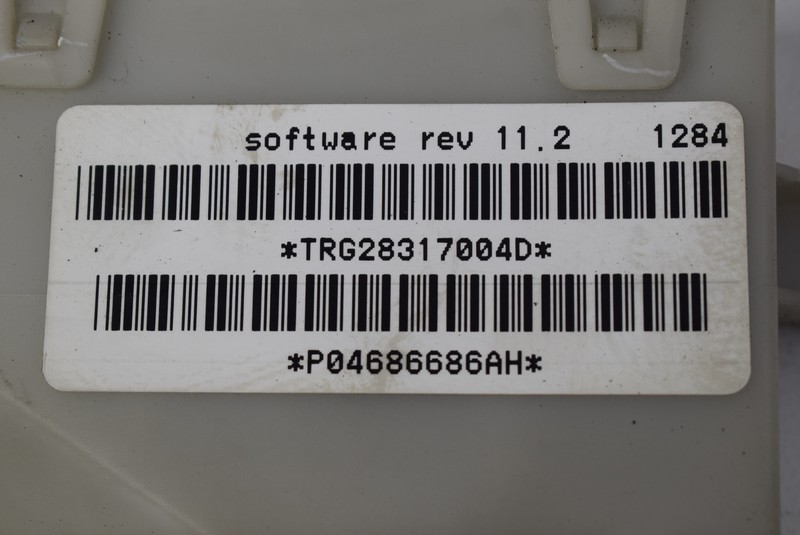 software rev 11.2 1284
*TRG28317004D*
*P04686686AH*